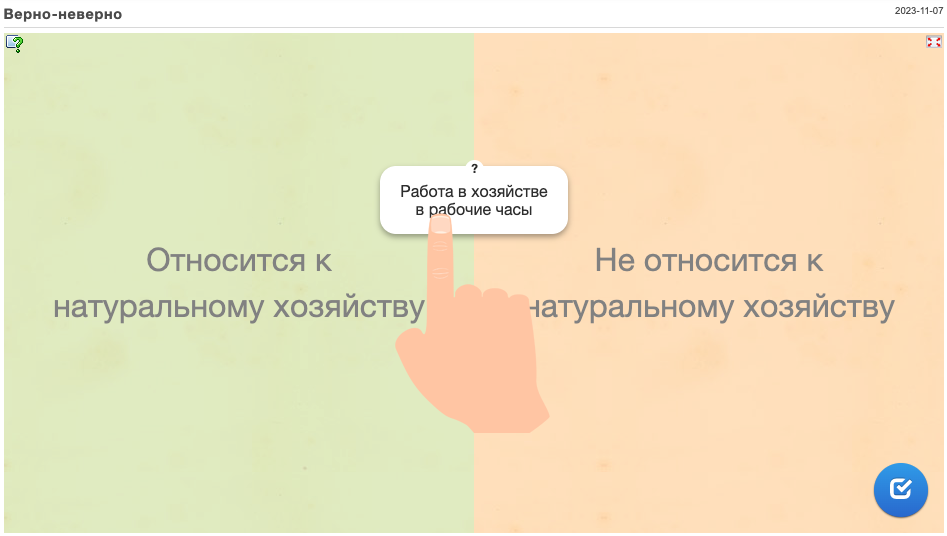 Верно-неверно
2023-11-07
?
Работа в хозяйстве
в рабочие часы
Относится к
натуральному хозяйству
Не относится к
натуральному хозяйству